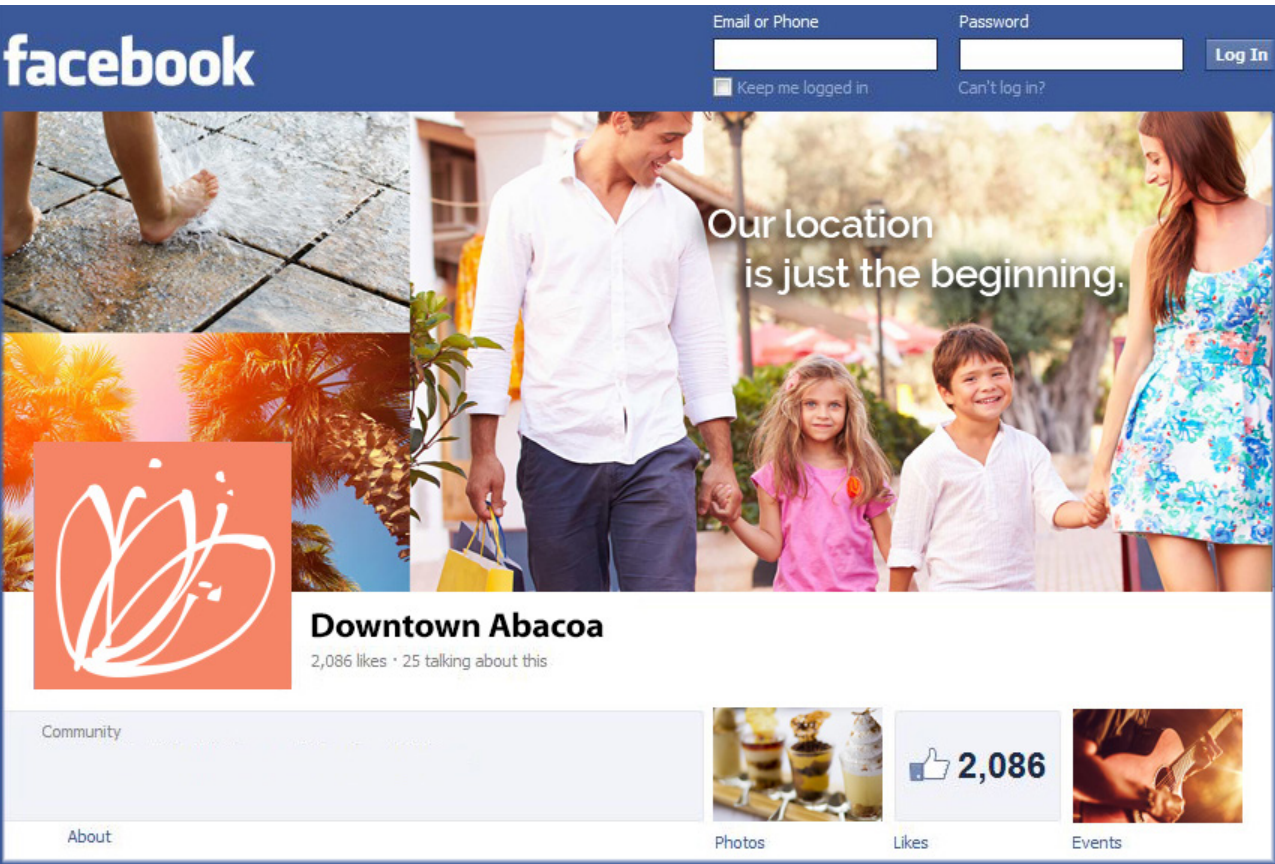 facebook
Email or Phone
Password
Log In
Keep me logged in
Can't log in?
Our location
is just the beginning.
Downtown Abacoa
2,086 likes · 25 talking about this
Community
2,086
About
Photos
Likes
Events